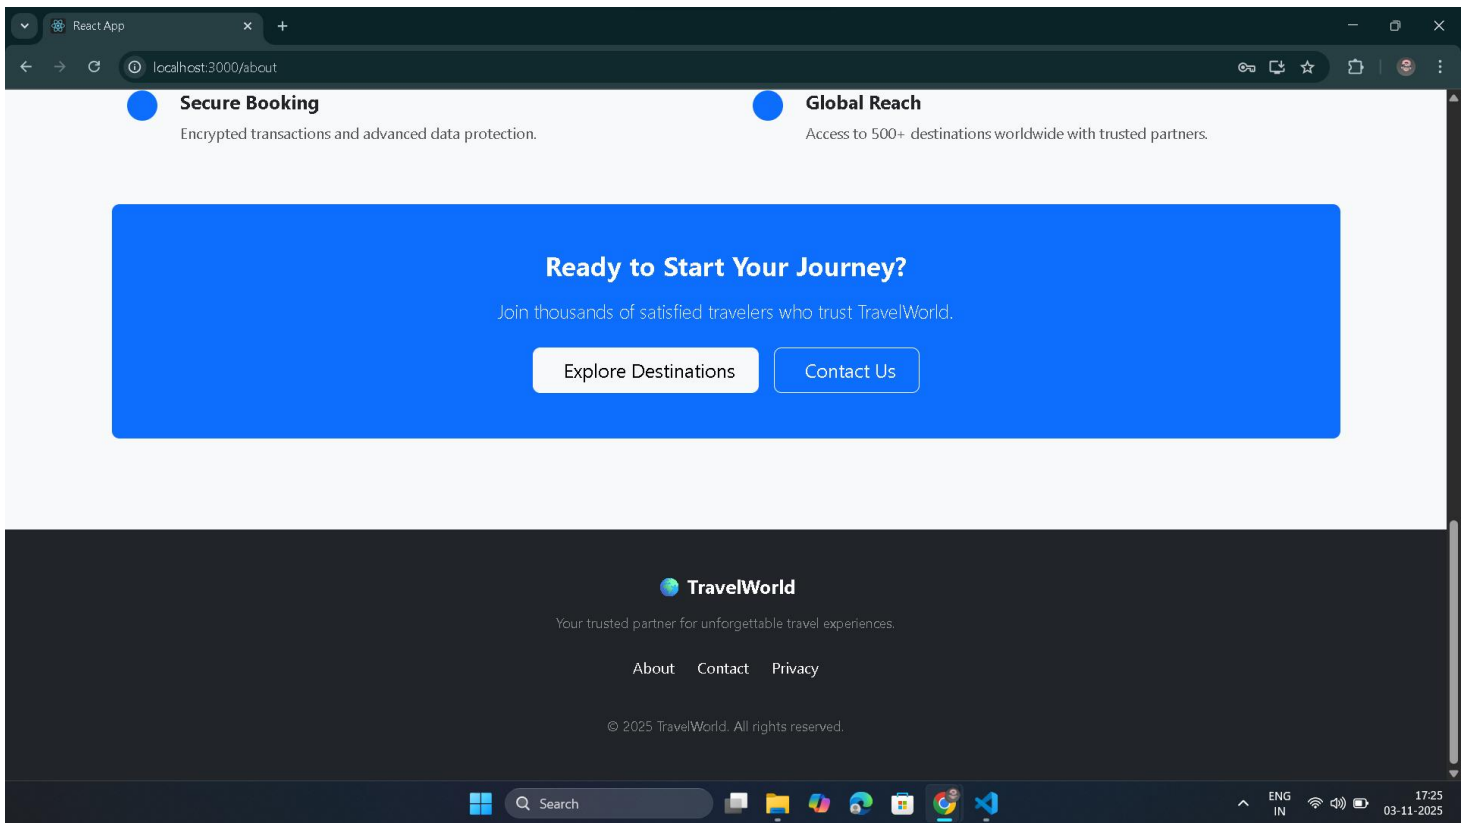 React App
localhost:3000/about
Secure Booking
Encrypted transactions and advanced data protection.
Global Reach
Access to 500+ destinations worldwide with trusted partners.
Ready to Start Your Journey?
Join thousands of satisfied travelers who trust TravelWorld.
Explore Destinations
Contact Us
TravelWorld
Your trusted partner for unforgettable travel experiences.
About Contact Privacy
© 2025 TravelWorld. All rights reserved.
Search
ENG
IN
17:25
03-11-2025